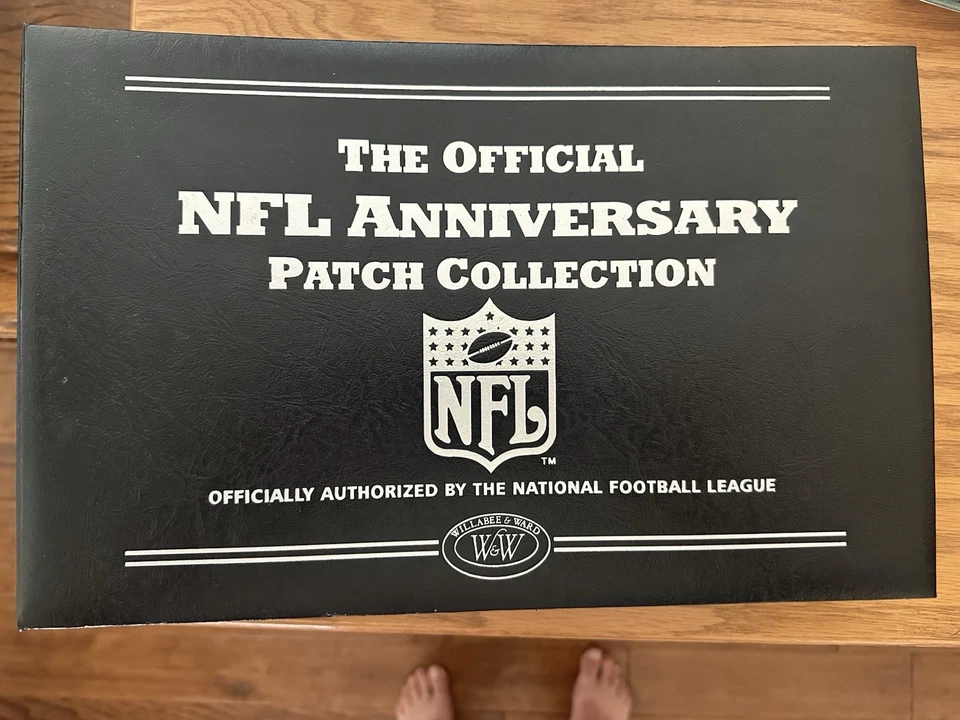 The Official
NFL Anniversary
Patch Collection
NFL
TM
OFFICIALLY AUTHORIZED BY THE NATIONAL FOOTBALL LEAGUE
WILLABEE & WARD
W&W